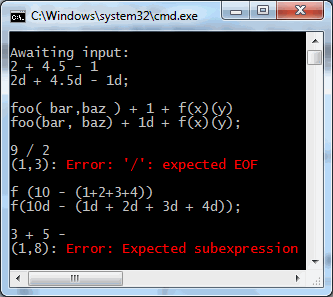 C:\Windows\system32\cmd.exe
Awaiting input:
2 + 4.5 - 1
2d + 4.5d - 1d;
foo( bar,baz ) + 1 + f(x)(y)
foo(bar, baz) + 1d + f(x)(y);
9 / 2
(1,3): Error: '/': expected EOF
f (10 - (1+2+3+4))
f(10d - (1d + 2d + 3d + 4d));
3 + 5 -
(1,8): Error: Expected subexpression